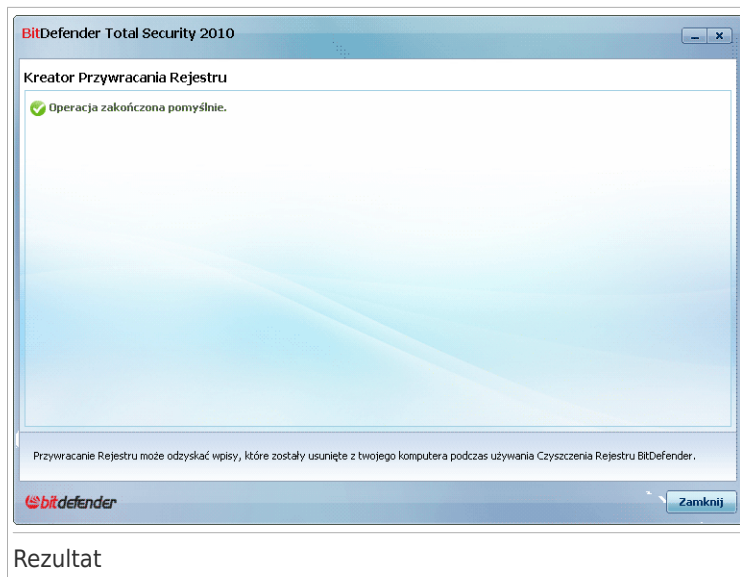 BitDefender Total Security 2010
Kreator Przywracania Rejestru
Operacja zakończona pomyślnie.
Przywracanie Rejestru może odzyskać wpisy, które zostały usunięte z twojego komputera podczas używania Czyszczenia Rejestru BitDefender.
bitdefender
Zamknij
Rezultat